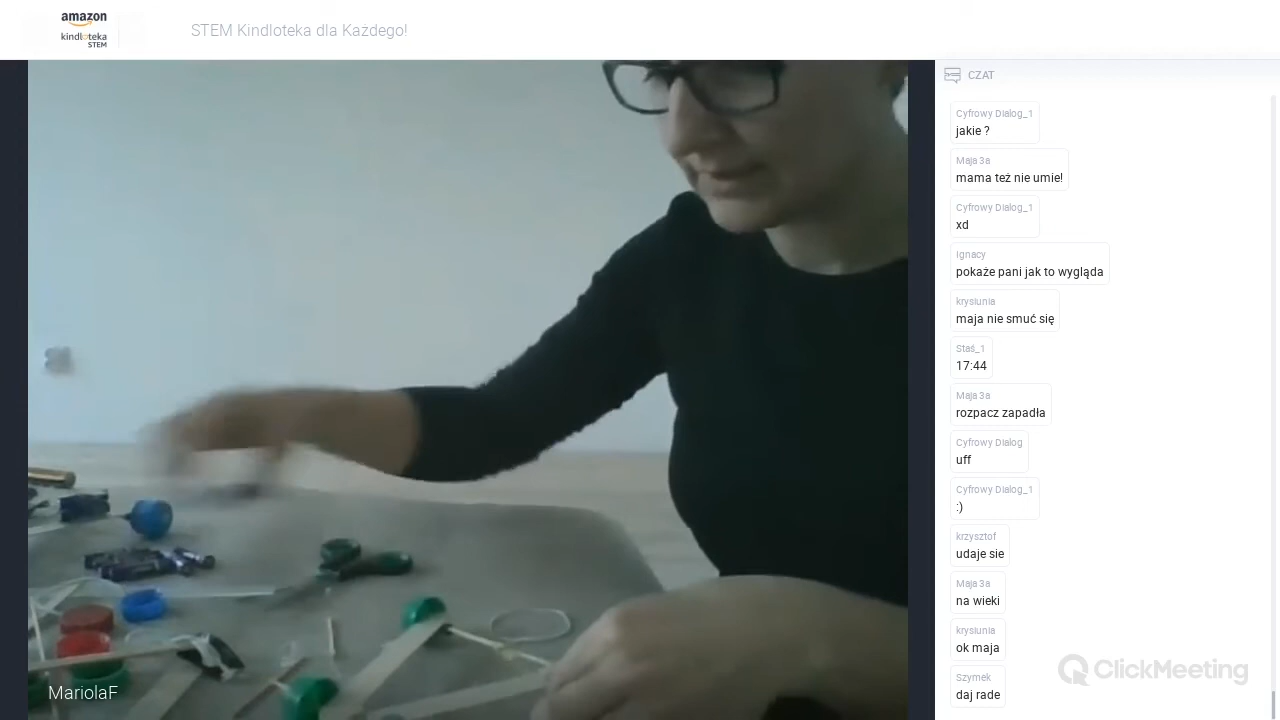 amazon
kindloteka
STEM
STEM Kindloteka dla Każdego!
CZAT
Cyfrowy Dialog_1
jakie ?
Maja 3a
mama też nie umie!
Cyfrowy Dialog_1
xd
Ignacy
pokaże pani jak to wygląda
krysiunia
maja nie smuć się
Staś_1
17:44
Maja 3a
rozpacz zapadła
Cyfrowy Dialog
uff
Cyfrowy Dialog_1
:)
krzysztof
udaje sie
Maja 3a
na wieki
krysiunia
ok maja
Szymek
daj rade
MariolaF
ClickMeeting